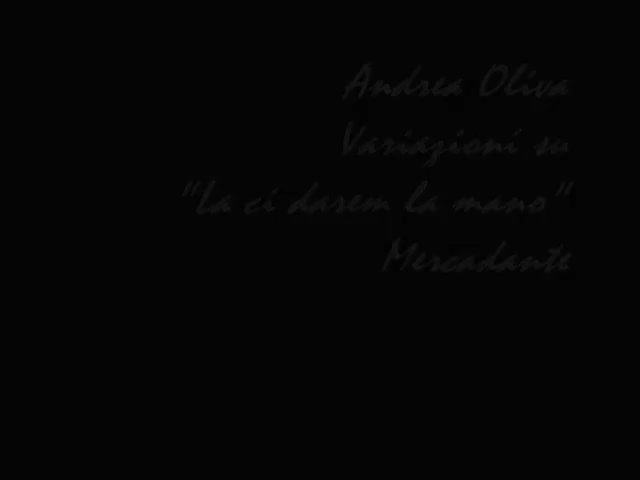 Andrea Oliva
Variazioni su
"La ci darem la mano"
Mercadante